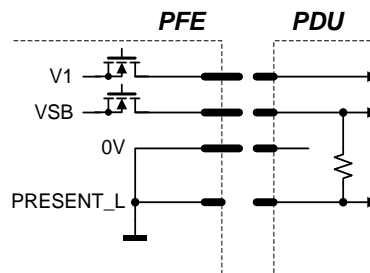 PFE PDU
V1
VSB
0V
PRESENT_L